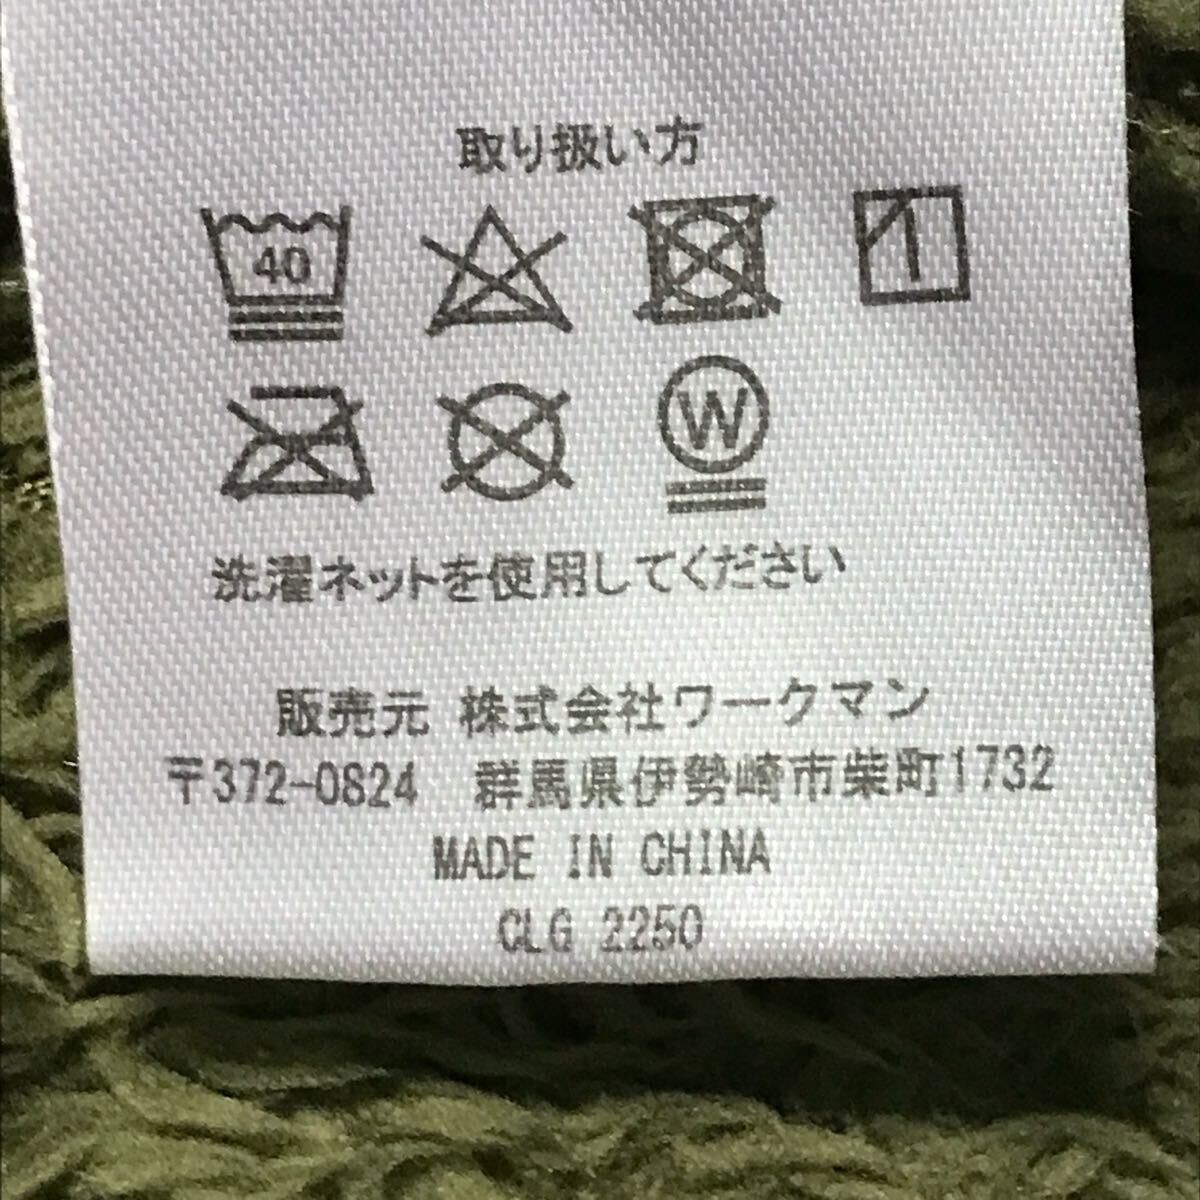 取り扱い方
40
W
洗濯ネットを使用してください
販売元 株式会社ワークマン
〒372-0824 群馬県伊勢崎市柴町1732
MADE IN CHINA
CLG 2250